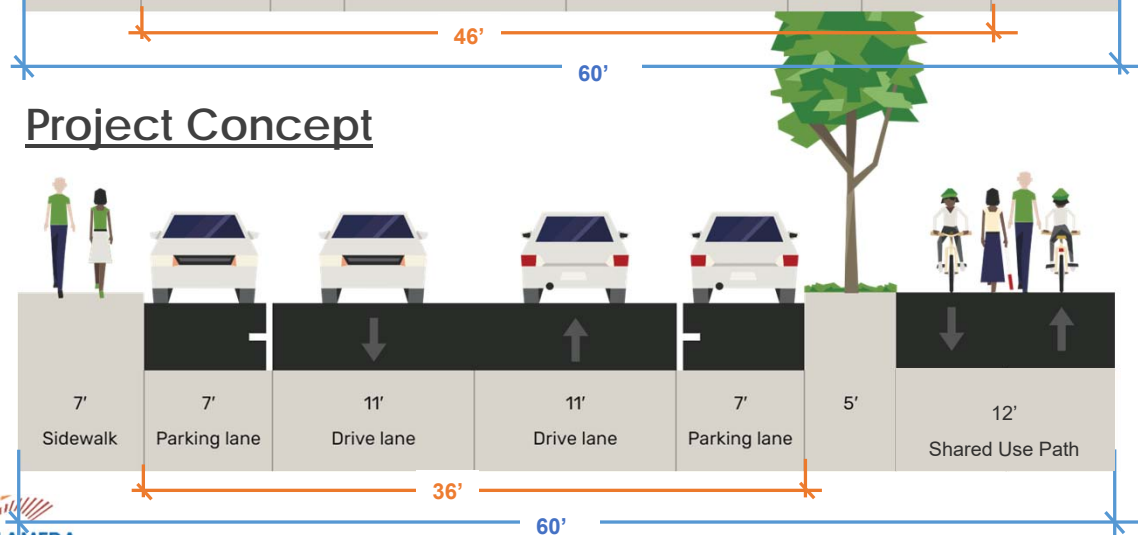 46’
60’
Project Concept
7′ 7′ 11′ 11′ 7′ 5′ 12’
Sidewalk Parking lane Drive lane Drive lane Parking lane Shared Use Path
36’
60’